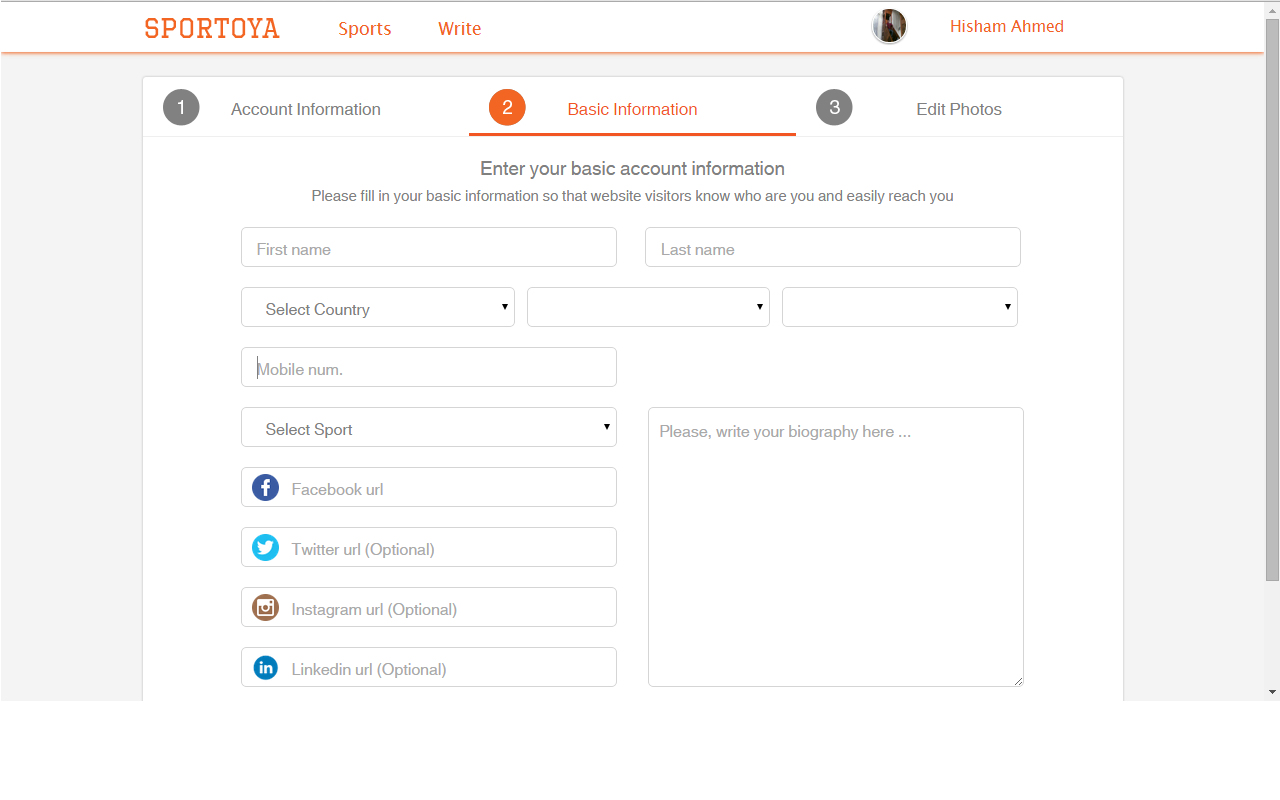 SPORTOYA Sports Write Hisham Ahmed
1 Account Information 2 Basic Information 3 Edit Photos
Enter your basic account information
Please fill in your basic information so that website visitors know who are you and easily reach you
First name Last name
Select Country
Mobile num.
Select Sport Please, write your biography here ...
Facebook url
Twitter url (Optional)
Instagram url (Optional)
Linkedin url (Optional)